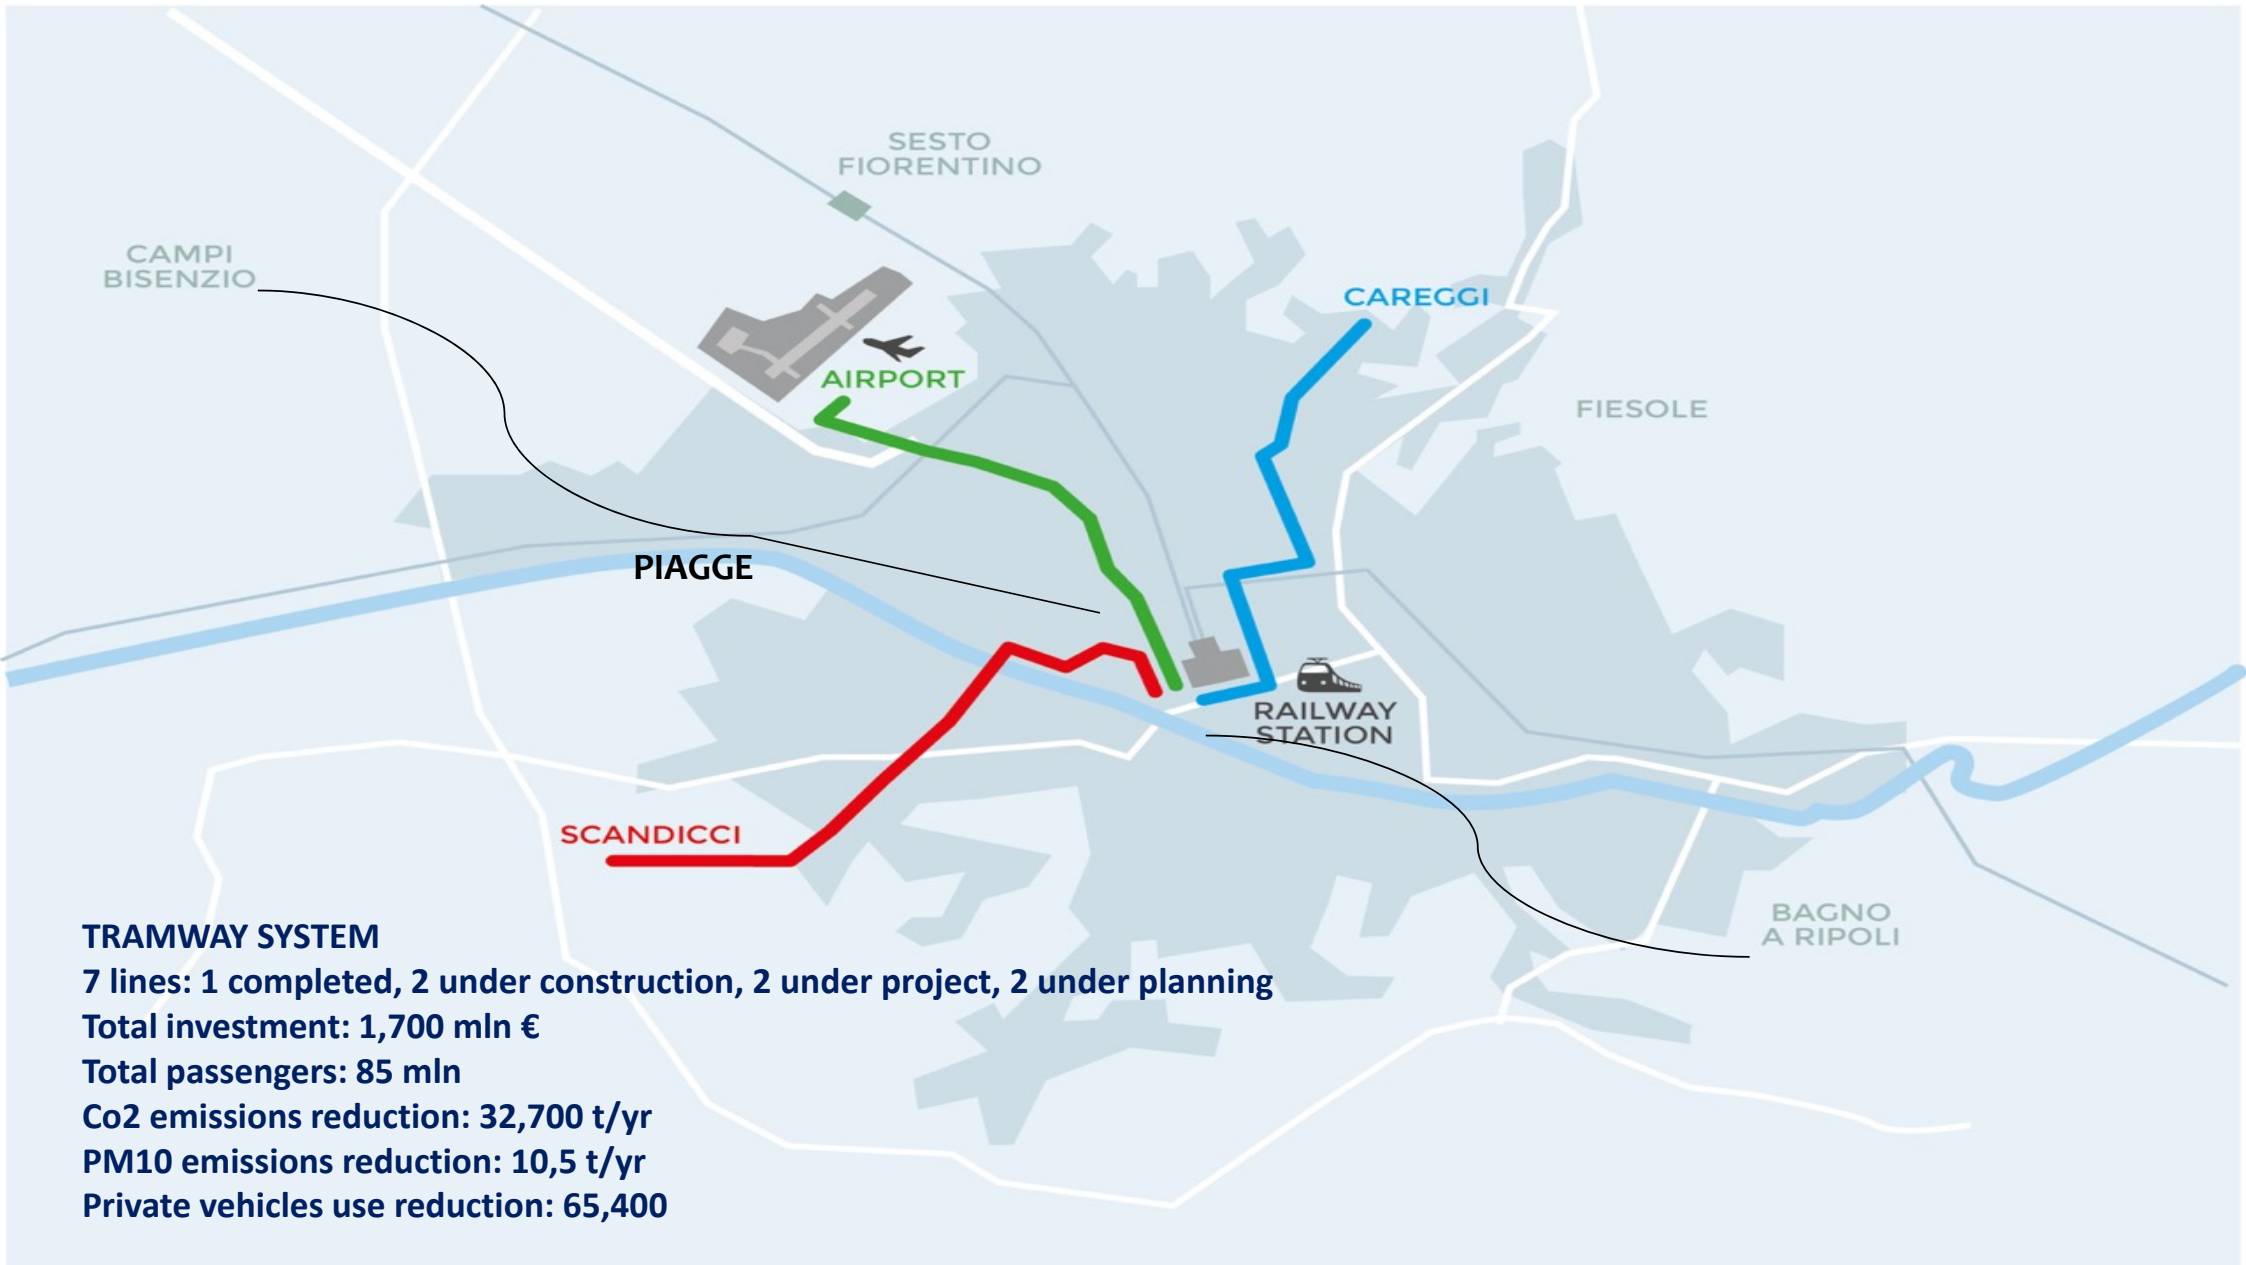 SESTO
FIORENTINO
CAMPI
BISENZIO
CAREGGI
AIRPORT
FIESOLE
PIAGGE
RAILWAY
STATION
SCANDICCI
BAGNO
A RIPOLI
TRAMWAY SYSTEM
7 lines: 1 completed, 2 under construction, 2 under project, 2 under planning
Total investment: 1,700 mln €
Total passengers: 85 mln
Co2 emissions reduction: 32,700 t/yr
PM10 emissions reduction: 10,5 t/yr
Private vehicles use reduction: 65,400